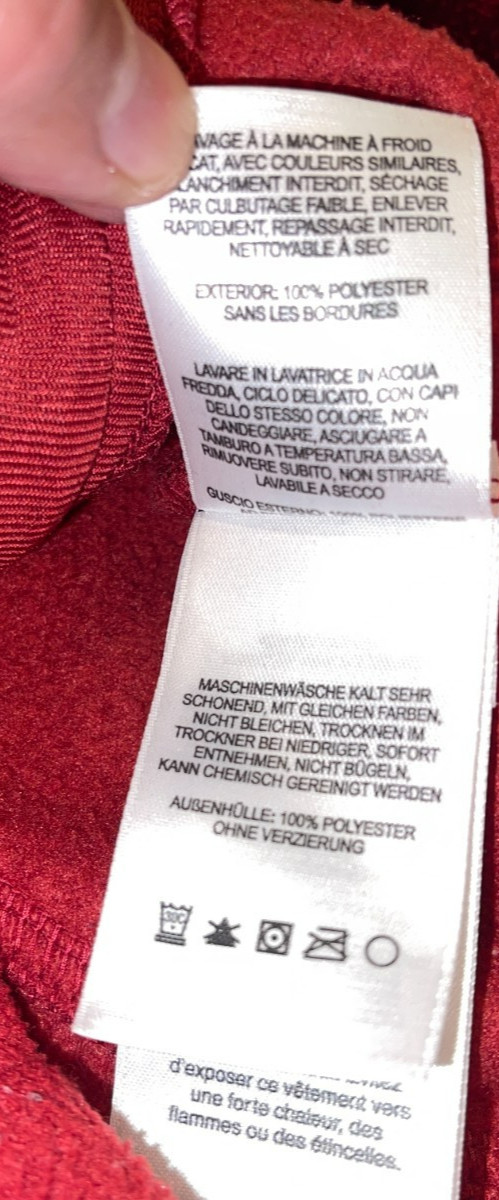 À LA MACHINE À FROID
AVEC COULEURS SIMILAIRES,
INTERDIT, SÉCHAGE
PAR CULBUTAGE FAIBLE, ENLEVER
RAPIDEMENT, REPASSAGE INTERDIT,
NETTOYABLE À SEC
EXTERIOR: 100% POLYESTER
SANS LES BORDURES
LAVARE IN LAVATRICE IN ACQUA
FREDDA, CICLO DELICATO, CON CAPI
DELLO STESSO COLORE, NON
CANDEGGIARE, ASCIUGARE A
TAMBURO A TEMPERATURA BASSA,
RIMUOVERE SUBITO, NON STIRARE,
LAVABILE A SECCO
GUSCIO ESTERNO: 100%
MASCHINENWÄSCHE KALT SEHR
SCHONEND, MIT GLEICHEN FARBEN,
NICHT BLEICHEN, TROCKNEN IM
TROCKNER BEI NIEDRIGER, SOFORT
ENTNEHMEN, NICHT BÜGELN,
KANN CHEMISCH GEREINIGT WERDEN
AUßENHÜLLE: 100% POLYESTER
OHNE VERZIERUNG
30C
d'exposer ce vêtement vers
une forte chaleur, des
flammes ou des étincelles.